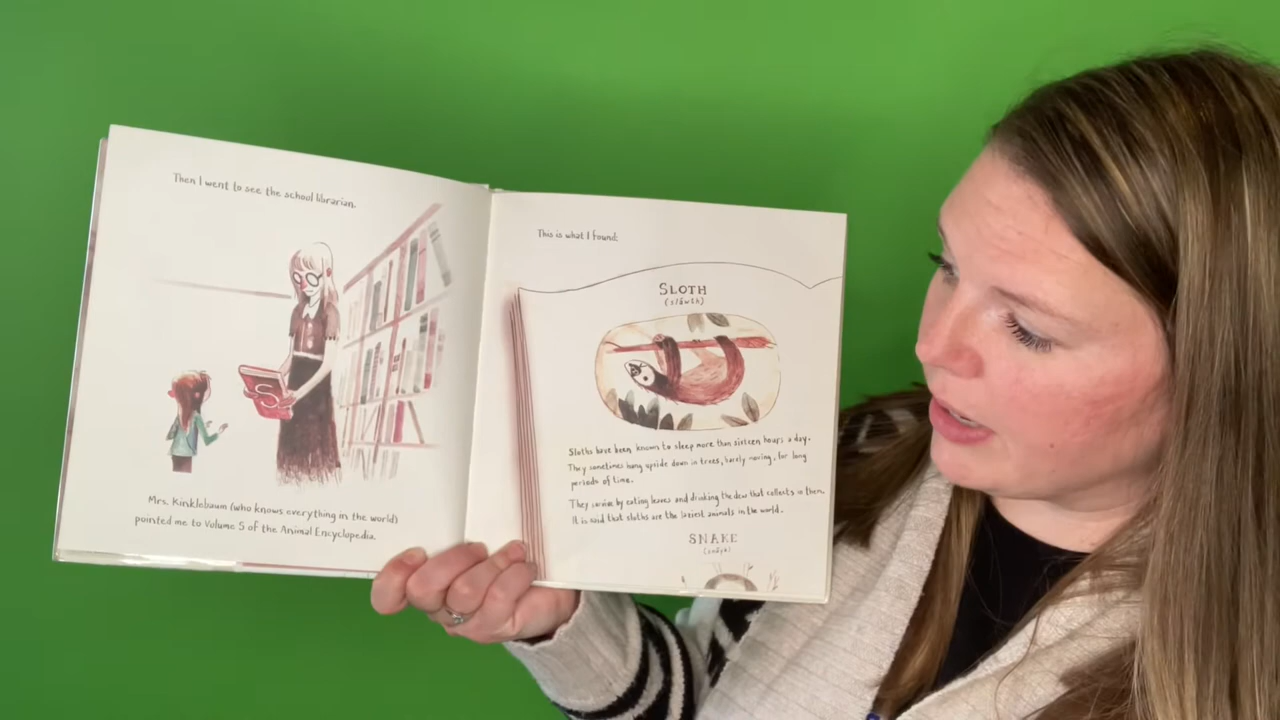 Then I went to see the school librarian.
S
Mrs. Kinklebaum (who knows everything in the world)
pointed me to Volume S of the Animal Encyclopedia.
This is what I found:
SLOTH
(släwth)
Sloths have been known to sleep more than sixteen hours a day.
They sometimes hang upside down in trees, barely moving, for long
periods of time.
They survive by eating leaves and drinking the dew that collects on them.
It is said that sloths are the laziest animals in the world.
SNAKE